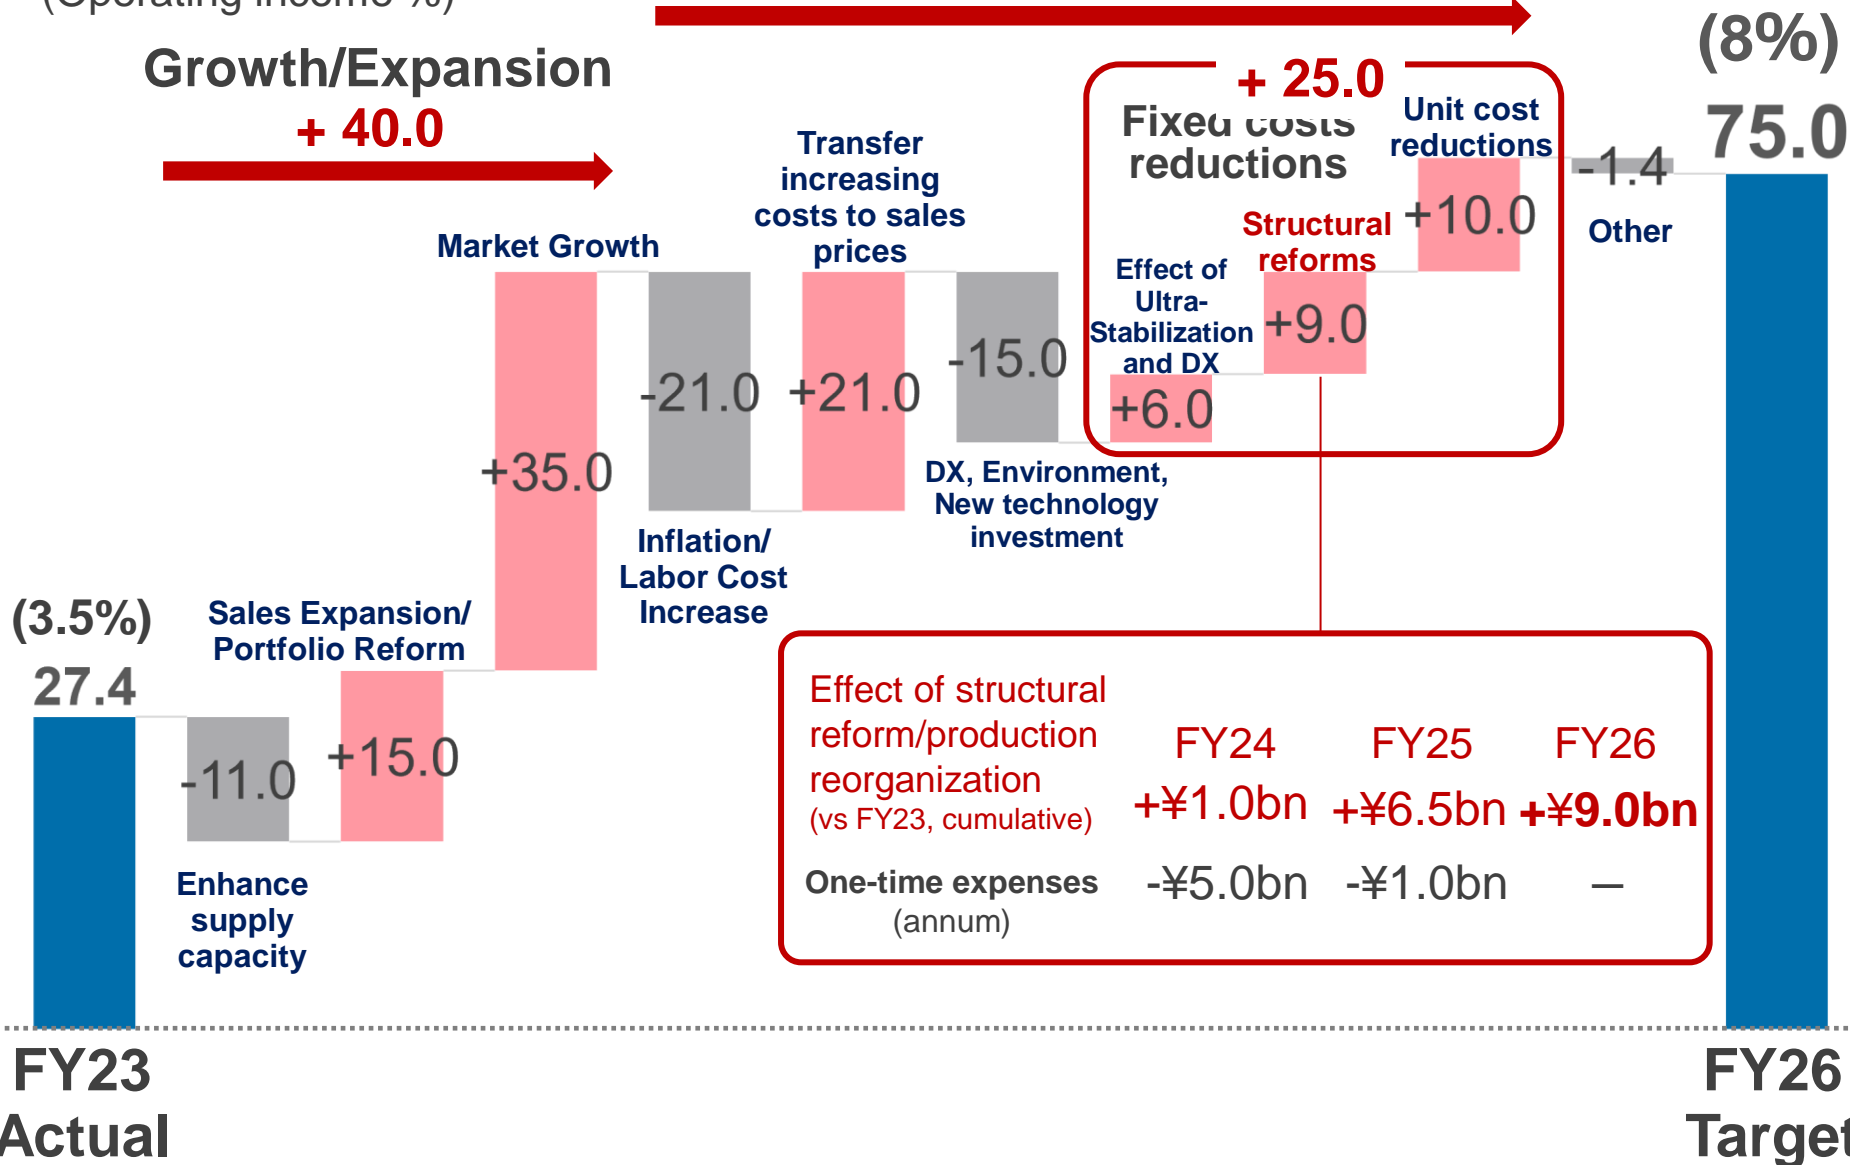 (Operating income %)
Growth/Expansion
+ 40.0
+ 25.0
Fixed costs
reductions
Unit cost
reductions
(8%)
75.0
Transfer
increasing
costs to sales
prices
Market Growth
Structural
reforms
Effect of
Ultra-
Stabilization
and DX
+10.0
-1.4
Other
+9.0
+6.0
-15.0
+21.0
-21.0
+35.0
DX, Environment,
New technology
investment
Inflation/
Labor Cost
Increase
(3.5%)
27.4
Sales Expansion/
Portfolio Reform
-11.0
+15.0
Enhance
supply
capacity
Effect of structural
reform/production
reorganization
(vs FY23, cumulative)
FY24 FY25 FY26
+¥1.0bn +¥6.5bn +¥9.0bn
One-time expenses
(annum)
-¥5.0bn -¥1.0bn –
FY23
Actual
FY26
Target